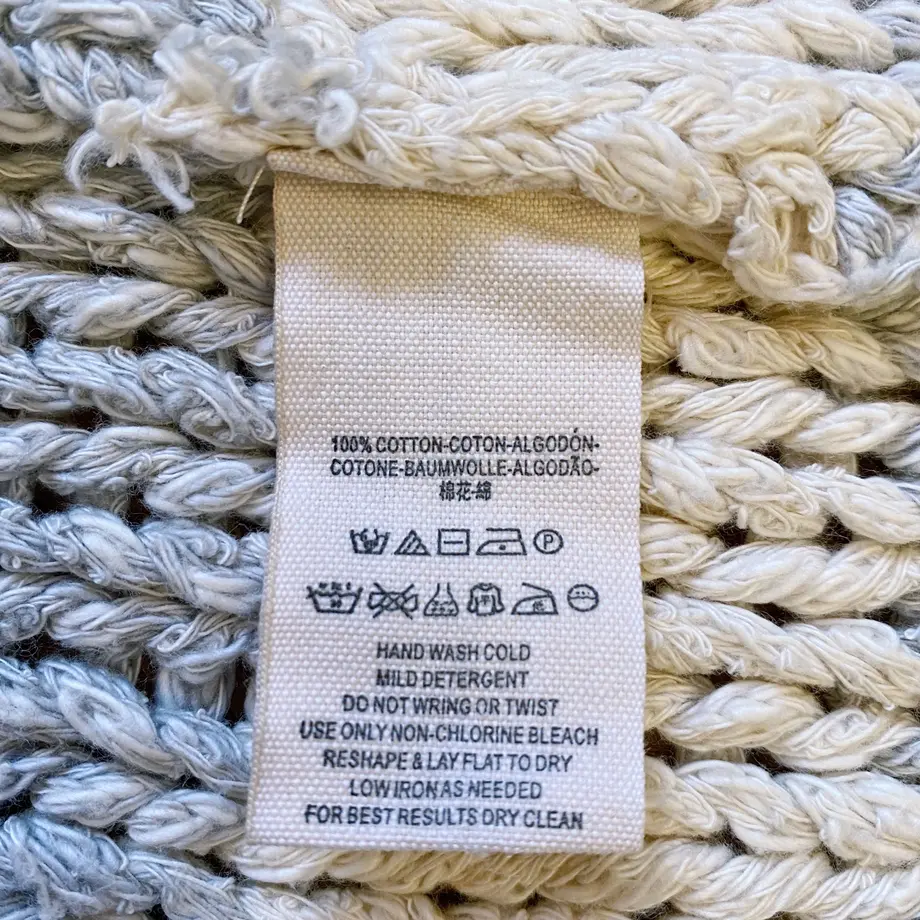 100% COTTON-COTON-ALGODÓN-
COTONE-BAUMWOLLE-ALGODÃO-
棉花-綿
P
HAND WASH COLD
MILD DETERGENT
DO NOT WRING OR TWIST
USE ONLY NON-CHLORINE BLEACH
RESHAPE & LAY FLAT TO DRY
LOW IRON AS NEEDED
FOR BEST RESULTS DRY CLEAN